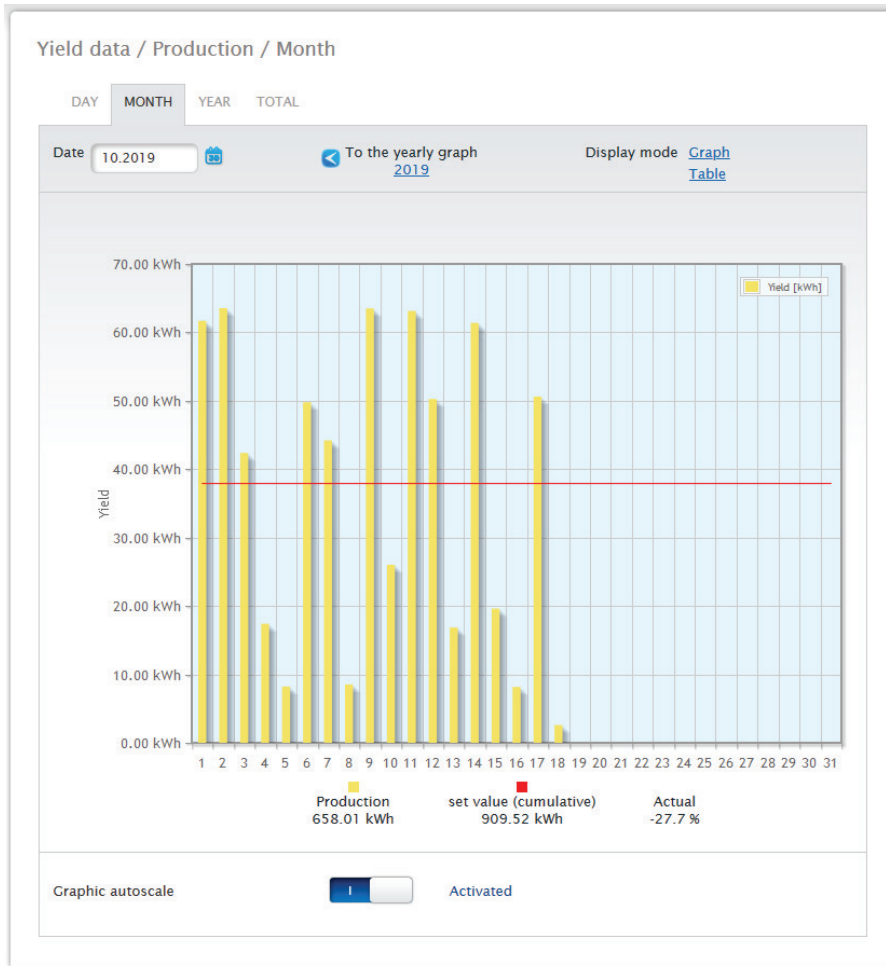 Yield data / Production / Month
DAY MONTH YEAR TOTAL
Date 10.2019 30 To the yearly graph Display mode Graph
2019 Table
70.00 kWh
Yield [kWh]
60.00 kWh
50.00 kWh
40.00 kWh
Yield
30.00 kWh
20.00 kWh
10.00 kWh
0.00 kWh
1 2 3 4 5 6 7 8 9 10 11 12 13 14 15 16 17 18 19 20 21 22 23 24 25 26 27 28 29 30 31
Production set value (cumulative) Actual
658.01 kWh 909.52 kWh -27.7 %
Graphic autoscale I Activated